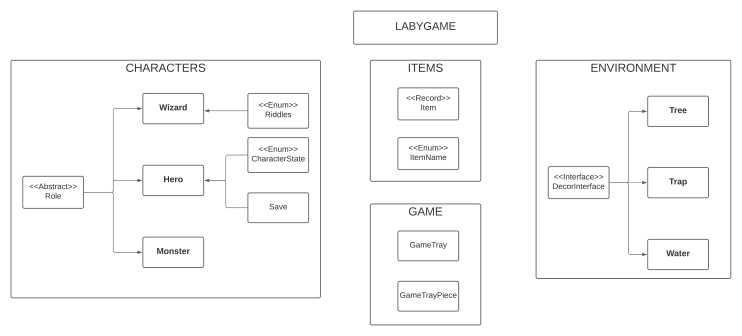 LABYGAME
CHARACTERS
Wizard
<<Enum>>
Riddles
<<Enum>>
CharacterState
Hero
<<Abstract>>
Role
Save
Monster
ITEMS
<<Record>>
Item
<<Enum>>
ItemName
GAME
GameTray
GameTrayPiece
ENVIRONMENT
Tree
<<Interface>>
DecorInterface
Trap
Water